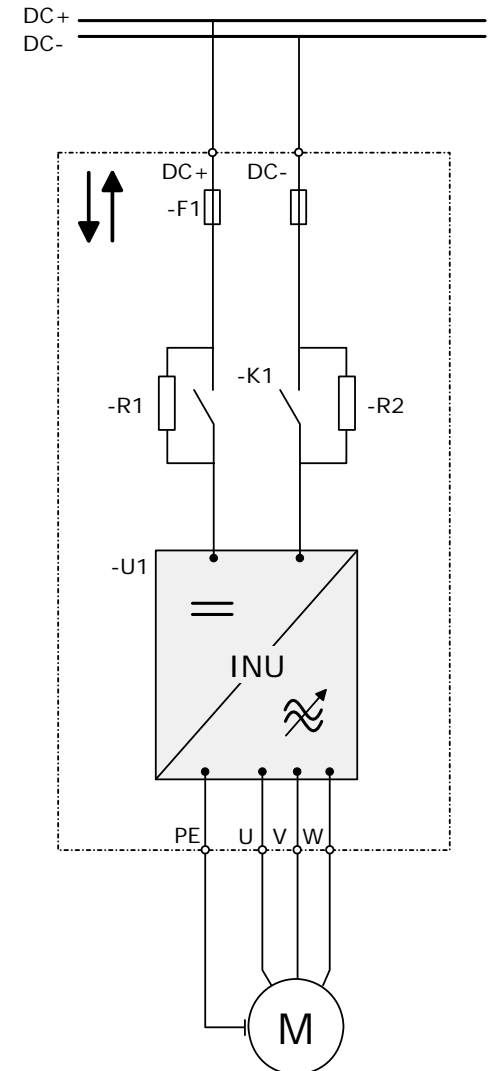 DC+
DC-
DC+ DC-
-F1
-K1
-R1
-R2
-U1
INU
PE U V W
M